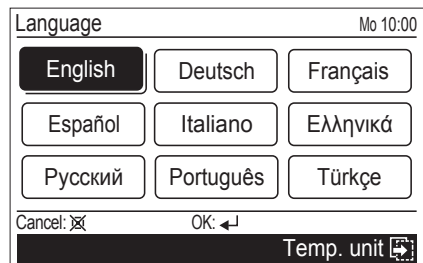 Language Mo 10:00
English Deutsch Français
Español Italiano Ελληνικά
Русский Português Türkçe
Cancel: OK:
Temp. unit